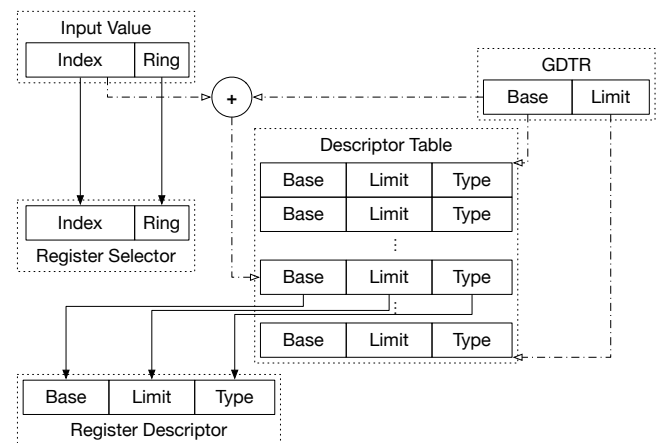 Input Value
Index Ring
GDTR
Base Limit
+
Descriptor Table
Base Limit Type
Base Limit Type
⋮
Base Limit Type
⋮
Base Limit Type
Index Ring
Register Selector
Base Limit Type
Register Descriptor